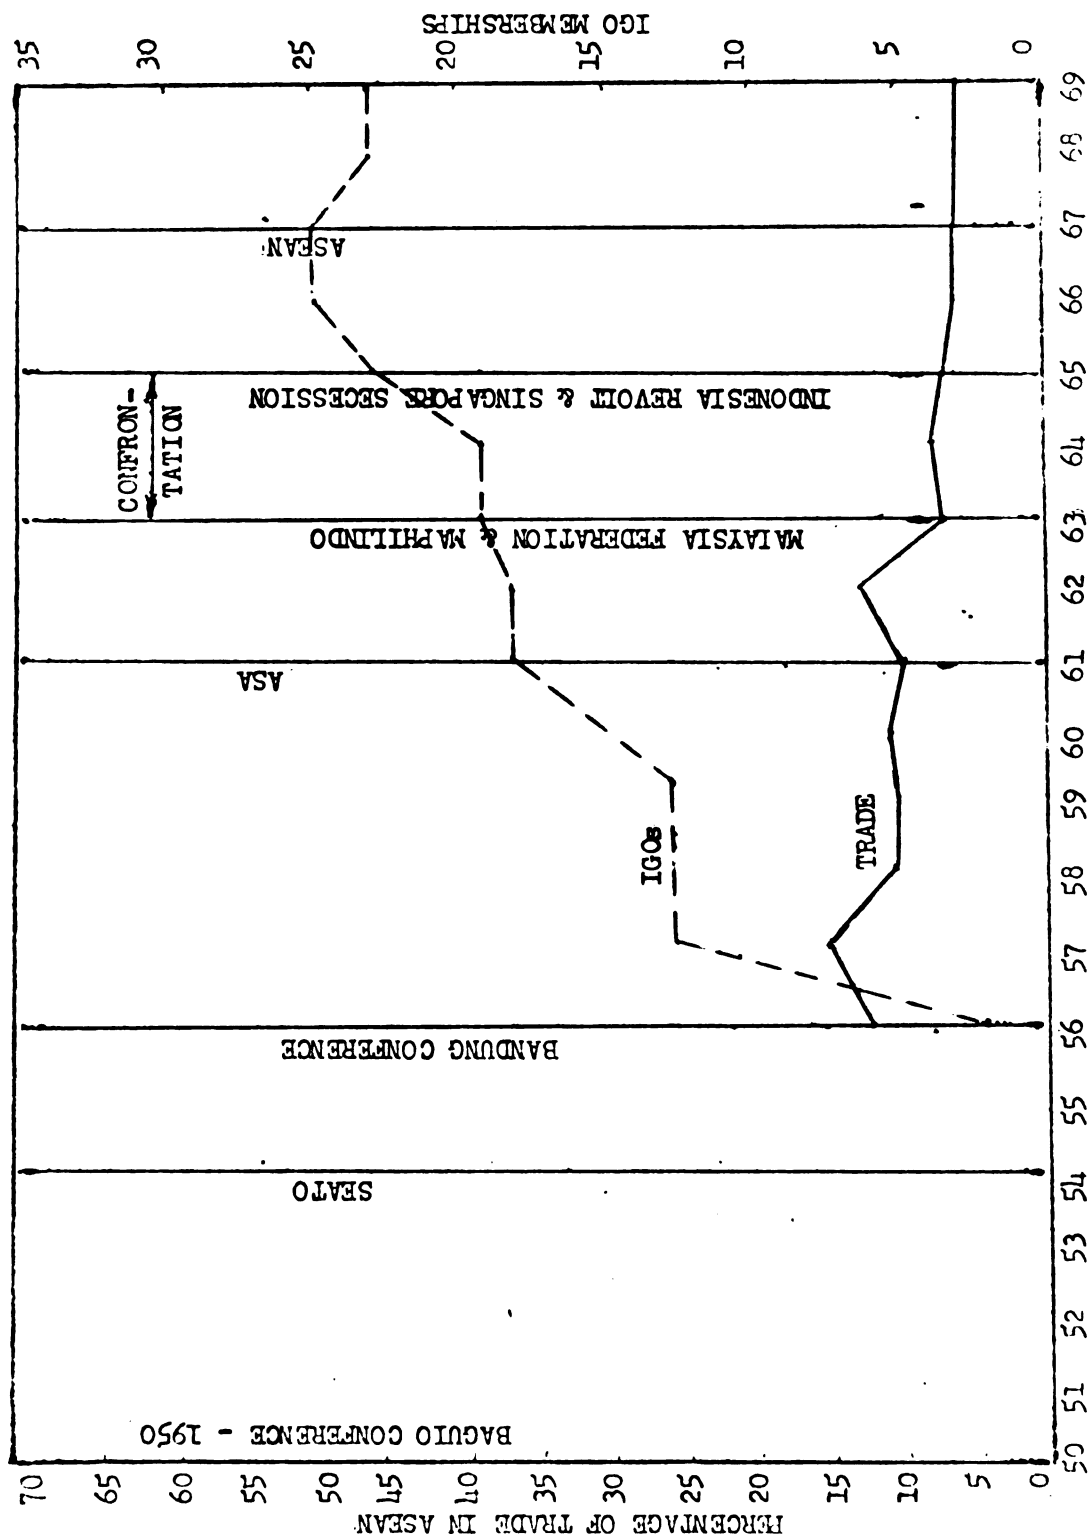 PERCENTAGE OF TRADE IN ASEAN
70
65
60
55
50
45
40
35
30
25
20
15
10
5
0
IGO MEMBERSHIPS
35
30
25
20
15
10
5
0
BAGUIO CONFERENCE - 1950
SEATO
BANDUNG CONFERENCE
ASA
MALAYSIA FEDERATION & MAPHILINDO
CONFRON-
TATION
INDONESIA REVOLT & SINGAPORE SECESSION
ASEAN
IGOs
TRADE
50 51 52 53 54 55 56 57 58 59 60 61 62 63 64 65 66 67 68 69